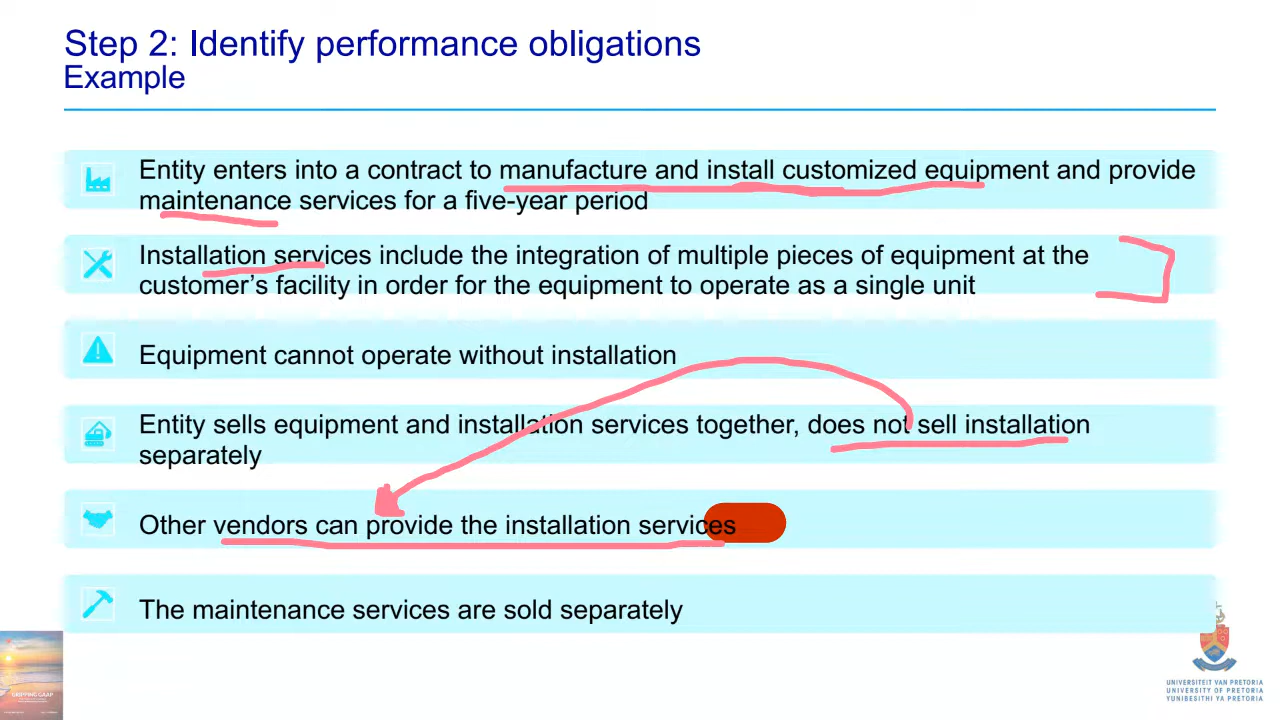 Step 2: Identify performance obligations
Example
Entity enters into a contract to manufacture and install customized equipment and provide
maintenance services for a five-year period
Installation services include the integration of multiple pieces of equipment at the
customer's facility in order for the equipment to operate as a single unit
Equipment cannot operate without installation
Entity sells equipment and installation services together, does not sell installation
separately
Other vendors can provide the installation services
The maintenance services are sold separately
GRIPPING GAAP
UNIVERSITEIT VAN PRETORIA
UNIVERSITY OF PRETORIA
YUNIBESITHI YA PRETORIA